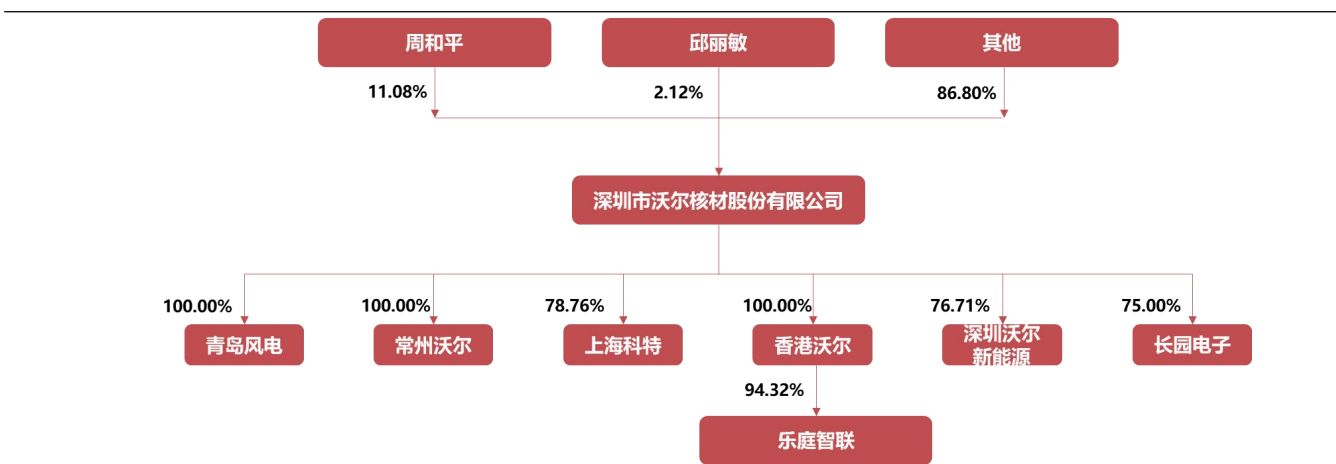 周和平
邱丽敏
其他
11.08%
2.12%
86.80%
深圳市沃尔核材股份有限公司
100.00%
100.00%
78.76%
100.00%
76.71%
75.00%
青岛风电
常州沃尔
上海科特
香港沃尔
深圳沃尔
新能源
长园电子
94.32%
乐庭智联